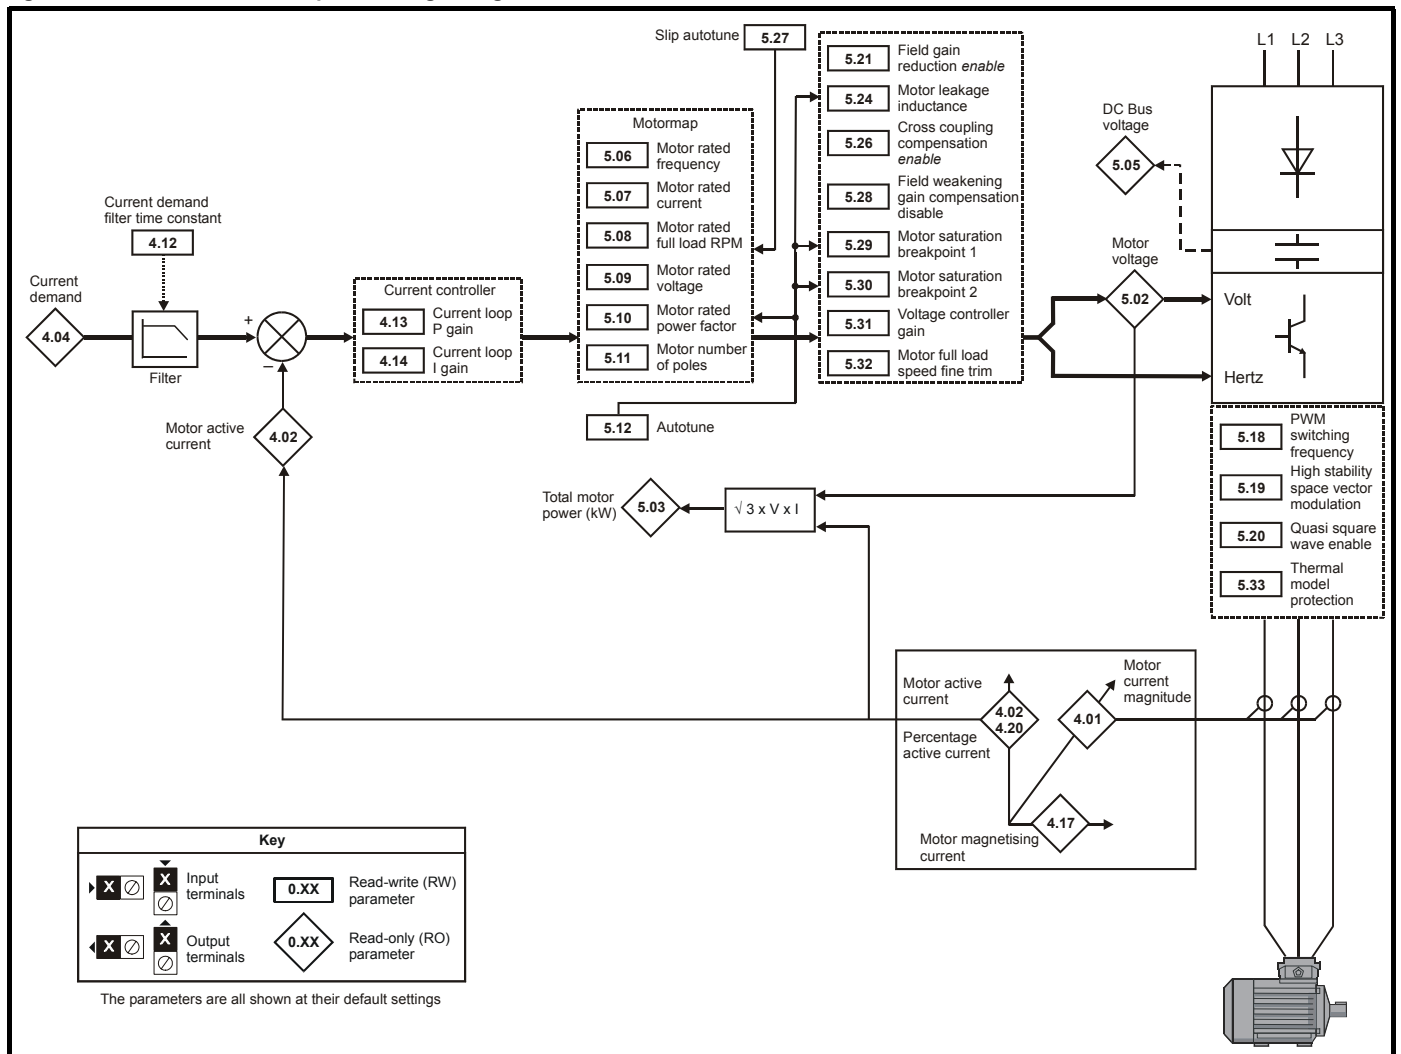 Slip autotune
5.27
5.21
Field gain
reduction enable
5.24
Motor leakage
inductance
5.26
Cross coupling
compensation
enable
5.28
Field weakening
gain compensation
disable
5.29
Motor saturation
breakpoint 1
5.30
Motor saturation
breakpoint 2
5.31
Voltage controller
gain
5.32
Motor full load
speed fine trim
L1 L2 L3
DC Bus
voltage
5.05
Motor
voltage
5.02
Volt
Hertz
Motormap
5.06
Motor rated
frequency
5.07
Motor rated
current
5.08
Motor rated
full load RPM
5.09
Motor rated
voltage
5.10
Motor rated
power factor
5.11
Motor number
of poles
5.12
Autotune
Current demand
filter time constant
4.12
Current
demand
4.04
Filter
+
−
Current controller
4.13
Current loop
P gain
4.14
Current loop
I gain
Motor active
current
4.02
Total motor
power (kW)
5.03
√ 3 x V x I
5.18
PWM
switching
frequency
5.19
High stability
space vector
modulation
5.20
Quasi square
wave enable
5.33
Thermal
model
protection
Motor active
current
4.02
4.20
Percentage
active current
4.01
Motor
current
magnitude
4.17
Motor magnetising
current
Key
X
X
Input
terminals
0.XX
Read-write (RW)
parameter
X
X
Output
terminals
0.XX
Read-only (RO)
parameter
The parameters are all shown at their default settings